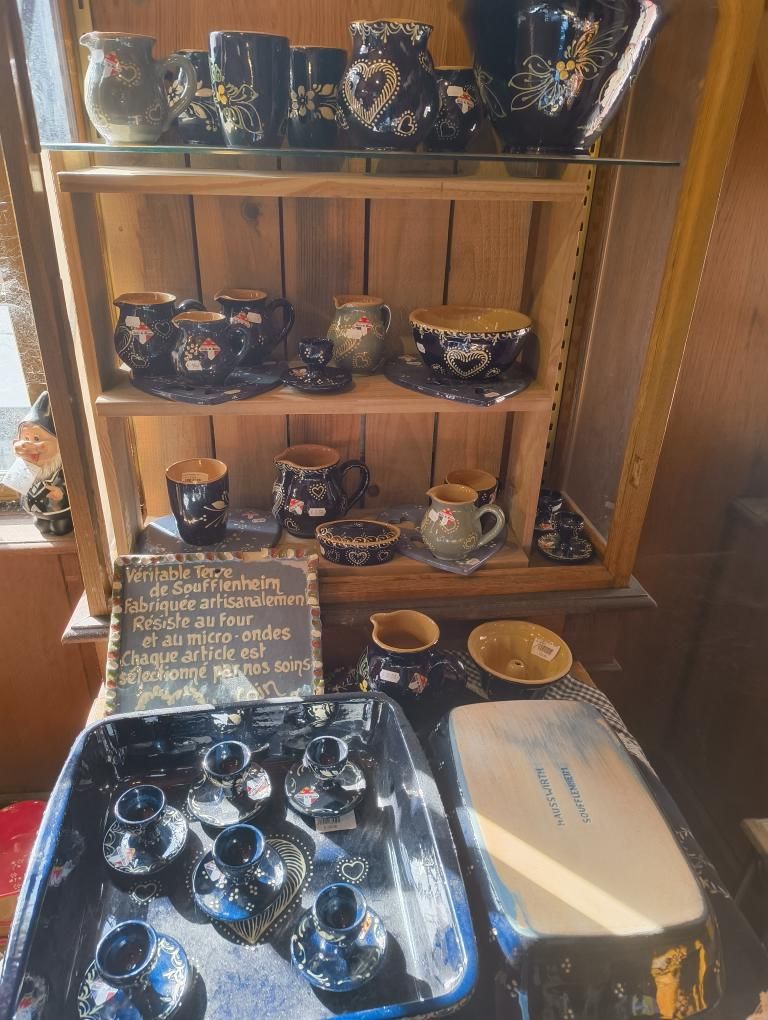 Véritable Terre
de Soufflenheim
Fabriquée artisanalement
Résiste au four
et au micro-ondes
Chaque article est
sélectionné par nos soins
HAUSSWIRTH
SOUFFLENHEIM